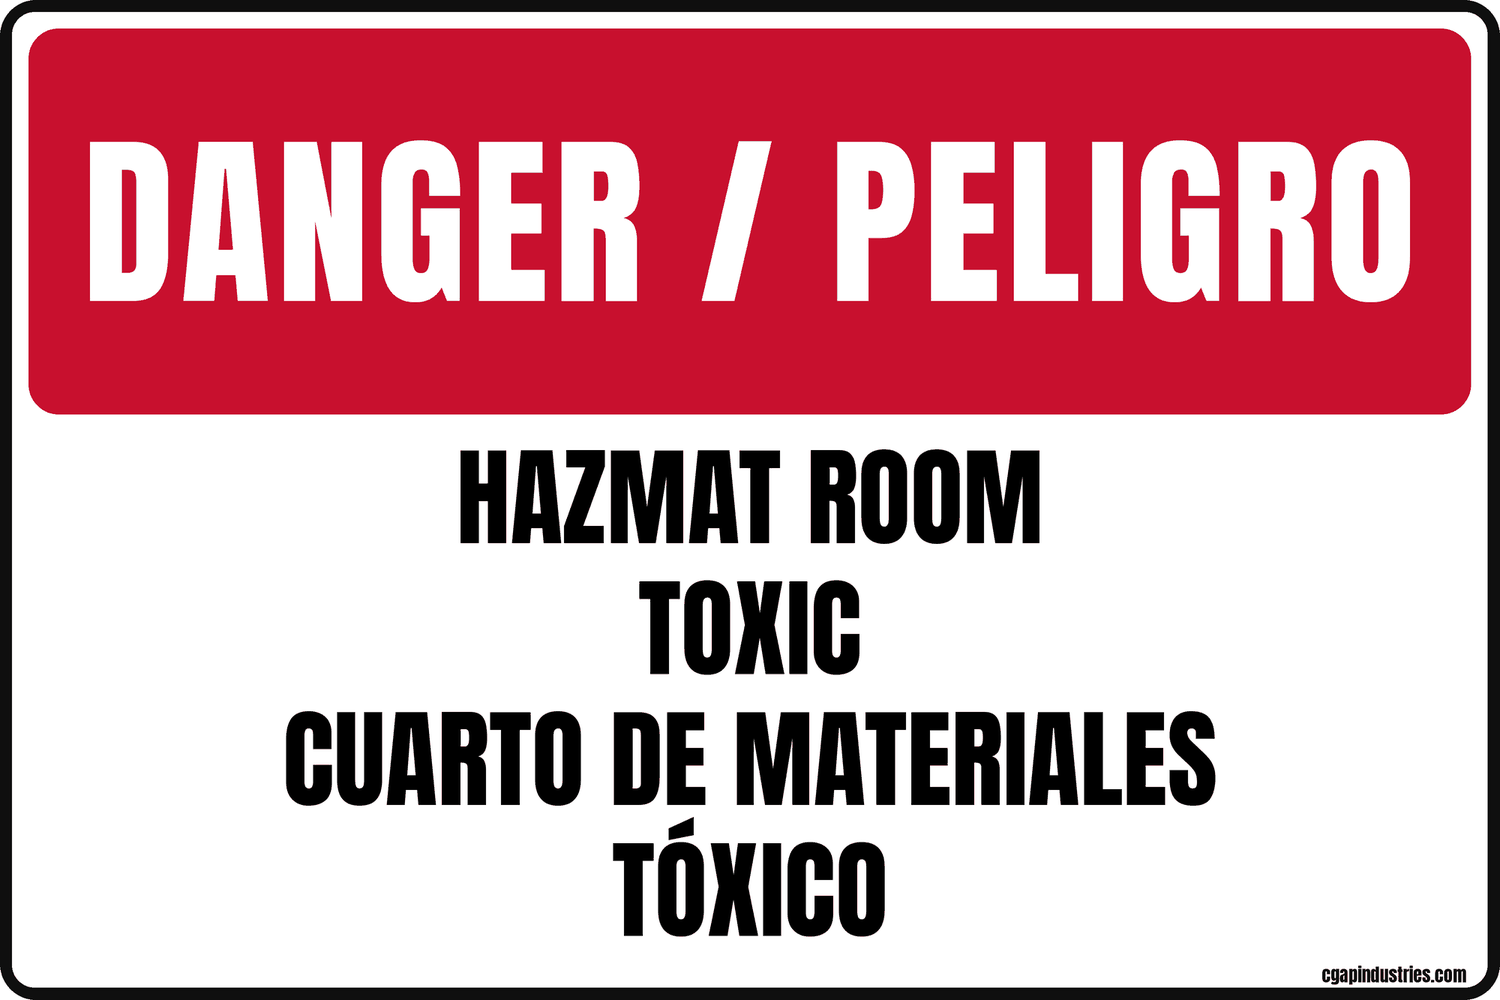 DANGER / PELIGRO
HAZMAT ROOM
TOXIC
CUARTO DE MATERIALES
TÓXICO
cgapindustries.com